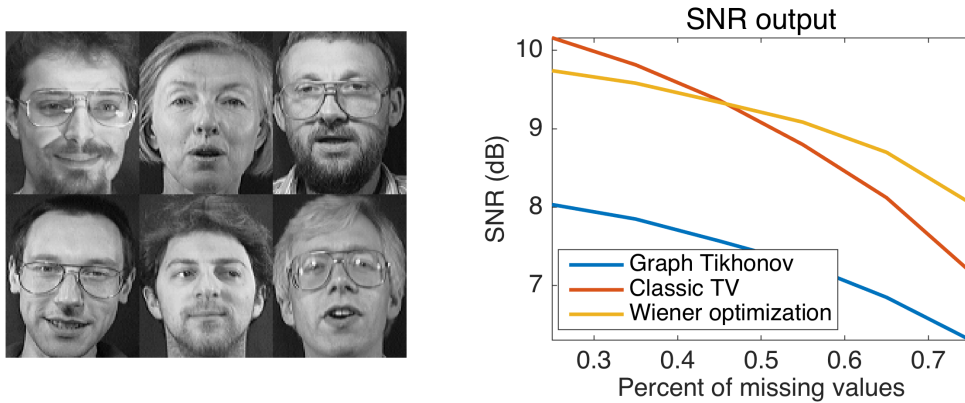 SNR output
10
9
8
7
SNR (dB)
Graph Tikhonov
Classic TV
Wiener optimization
0.3 0.4 0.5 0.6 0.7
Percent of missing values